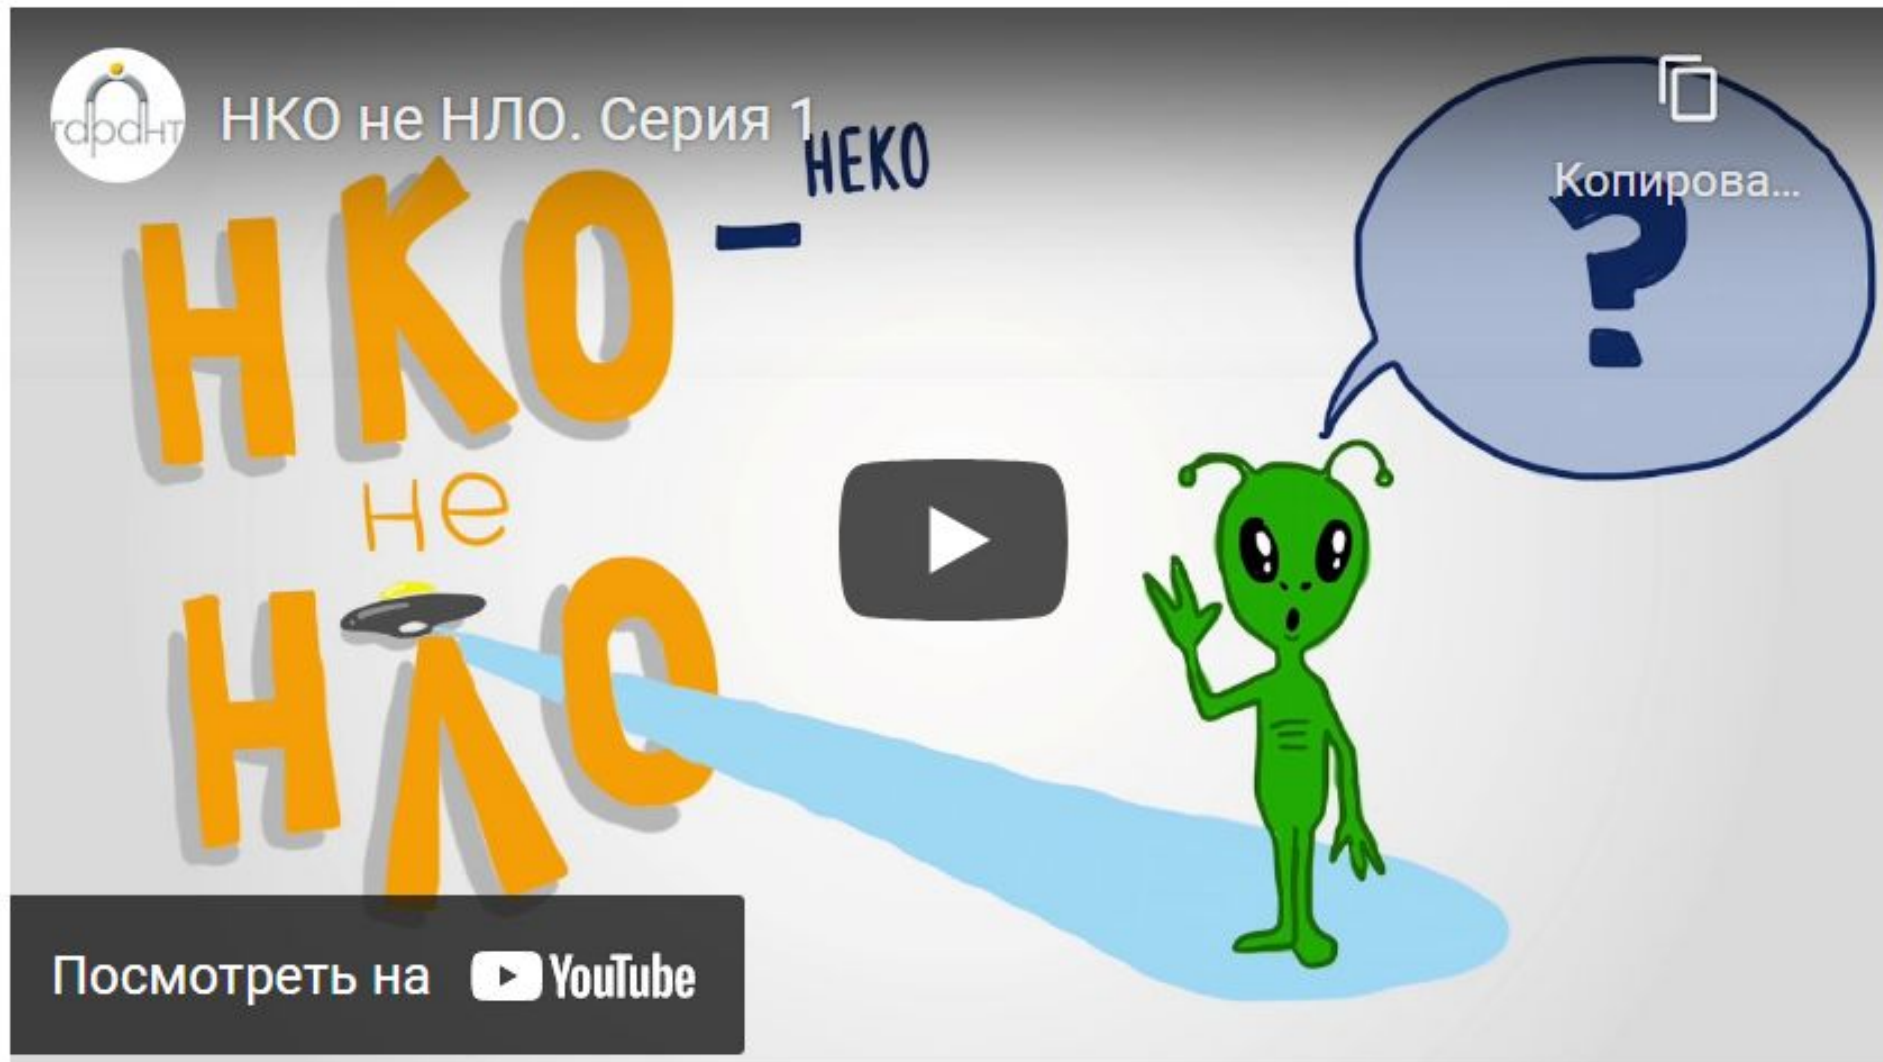 гарант
НКО не НЛО. Серия 1
Копирова...
НКО – НЕКО
?
не
НЛО
Посмотреть на YouTube